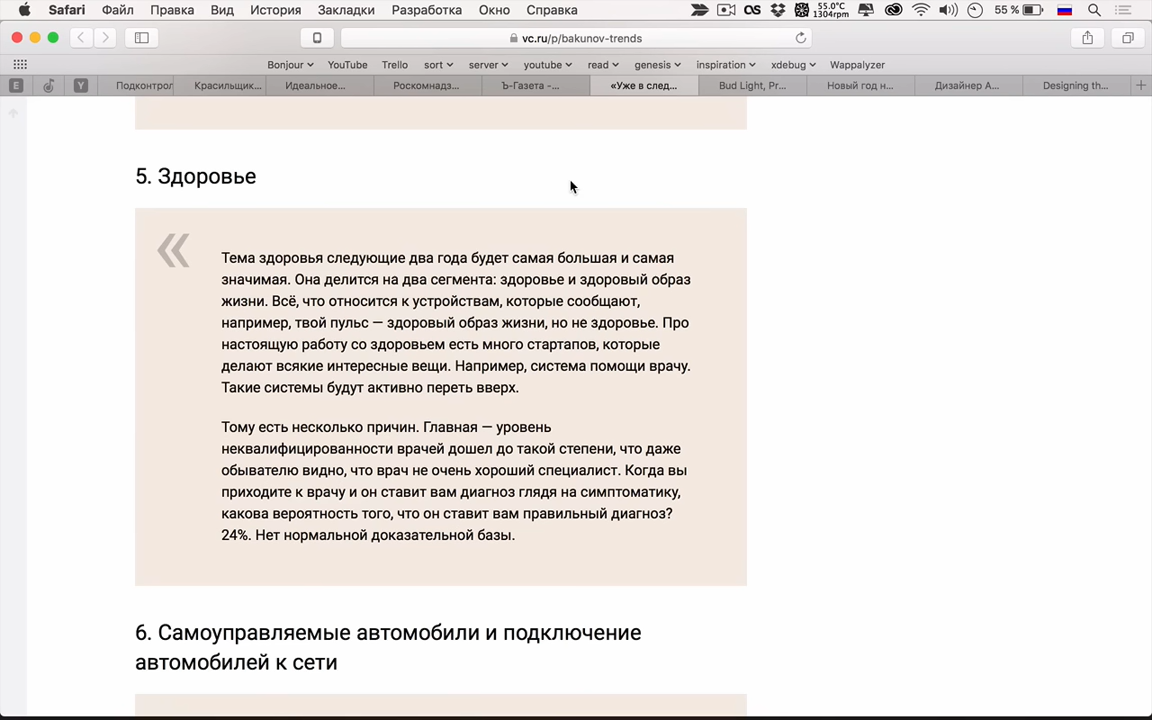 Safari Файл Правка Вид История Закладки Разработка Окно Справка 55.0°C 1304rpm 55 %
vc.ru/p/bakunov-trends
Bonjour YouTube Trello sort server youtube read genesis inspiration xdebug Wappalyzer
E Y Подконтрол Красильщик... Идеальное... Роскомнадз... Ъ-Газета -... «Уже в след... Bud Light, Pr... Новый год н... Дизайнер А... Designing th...
5. Здоровье
«
Тема здоровья следующие два года будет самая большая и самая
значимая. Она делится на два сегмента: здоровье и здоровый образ
жизни. Всё, что относится к устройствам, которые сообщают,
например, твой пульс — здоровый образ жизни, но не здоровье. Про
настоящую работу со здоровьем есть много стартапов, которые
делают всякие интересные вещи. Например, система помощи врачу.
Такие системы будут активно переть вверх.
Тому есть несколько причин. Главная — уровень
неквалифицированности врачей дошел до такой степени, что даже
обывателю видно, что врач не очень хороший специалист. Когда вы
приходите к врачу и он ставит вам диагноз глядя на симптоматику,
какова вероятность того, что он ставит вам правильный диагноз?
24%. Нет нормальной доказательной базы.
6. Самоуправляемые автомобили и подключение
автомобилей к сети